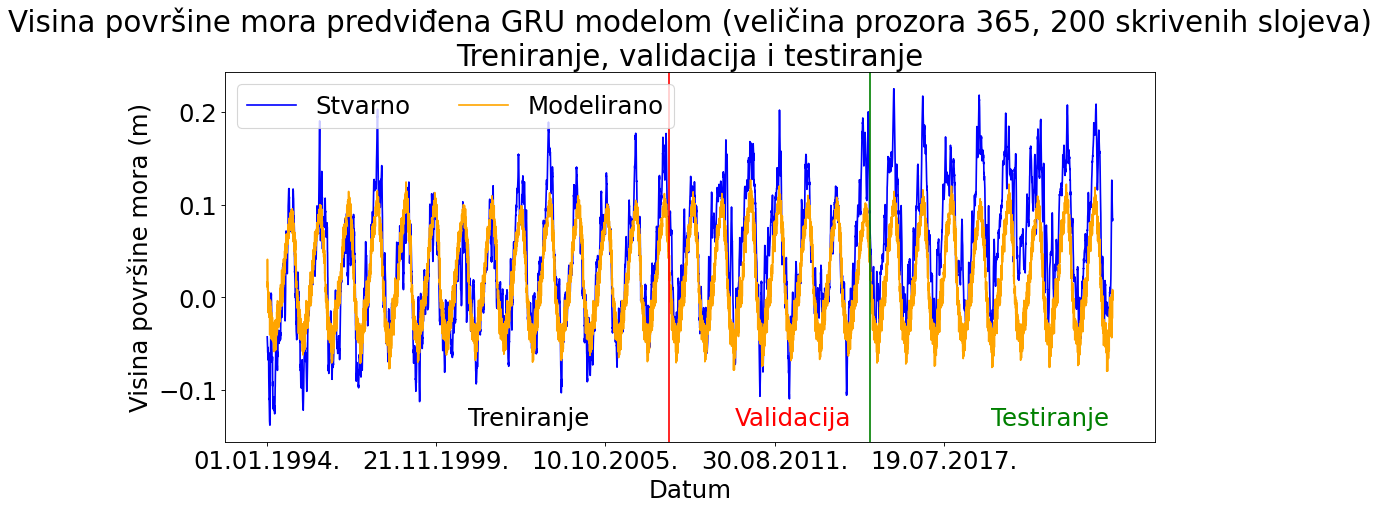 Visina površine mora predviđena GRU modelom (veličina prozora 365, 200 skrivenih slojeva)
Treniranje, validacija i testiranje
Stvarno
Modelirano
Visina površine mora (m)
0.2
0.1
0.0
−0.1
Treniranje
Validacija
Testiranje
01.01.1994.
21.11.1999.
10.10.2005.
30.08.2011.
19.07.2017.
Datum